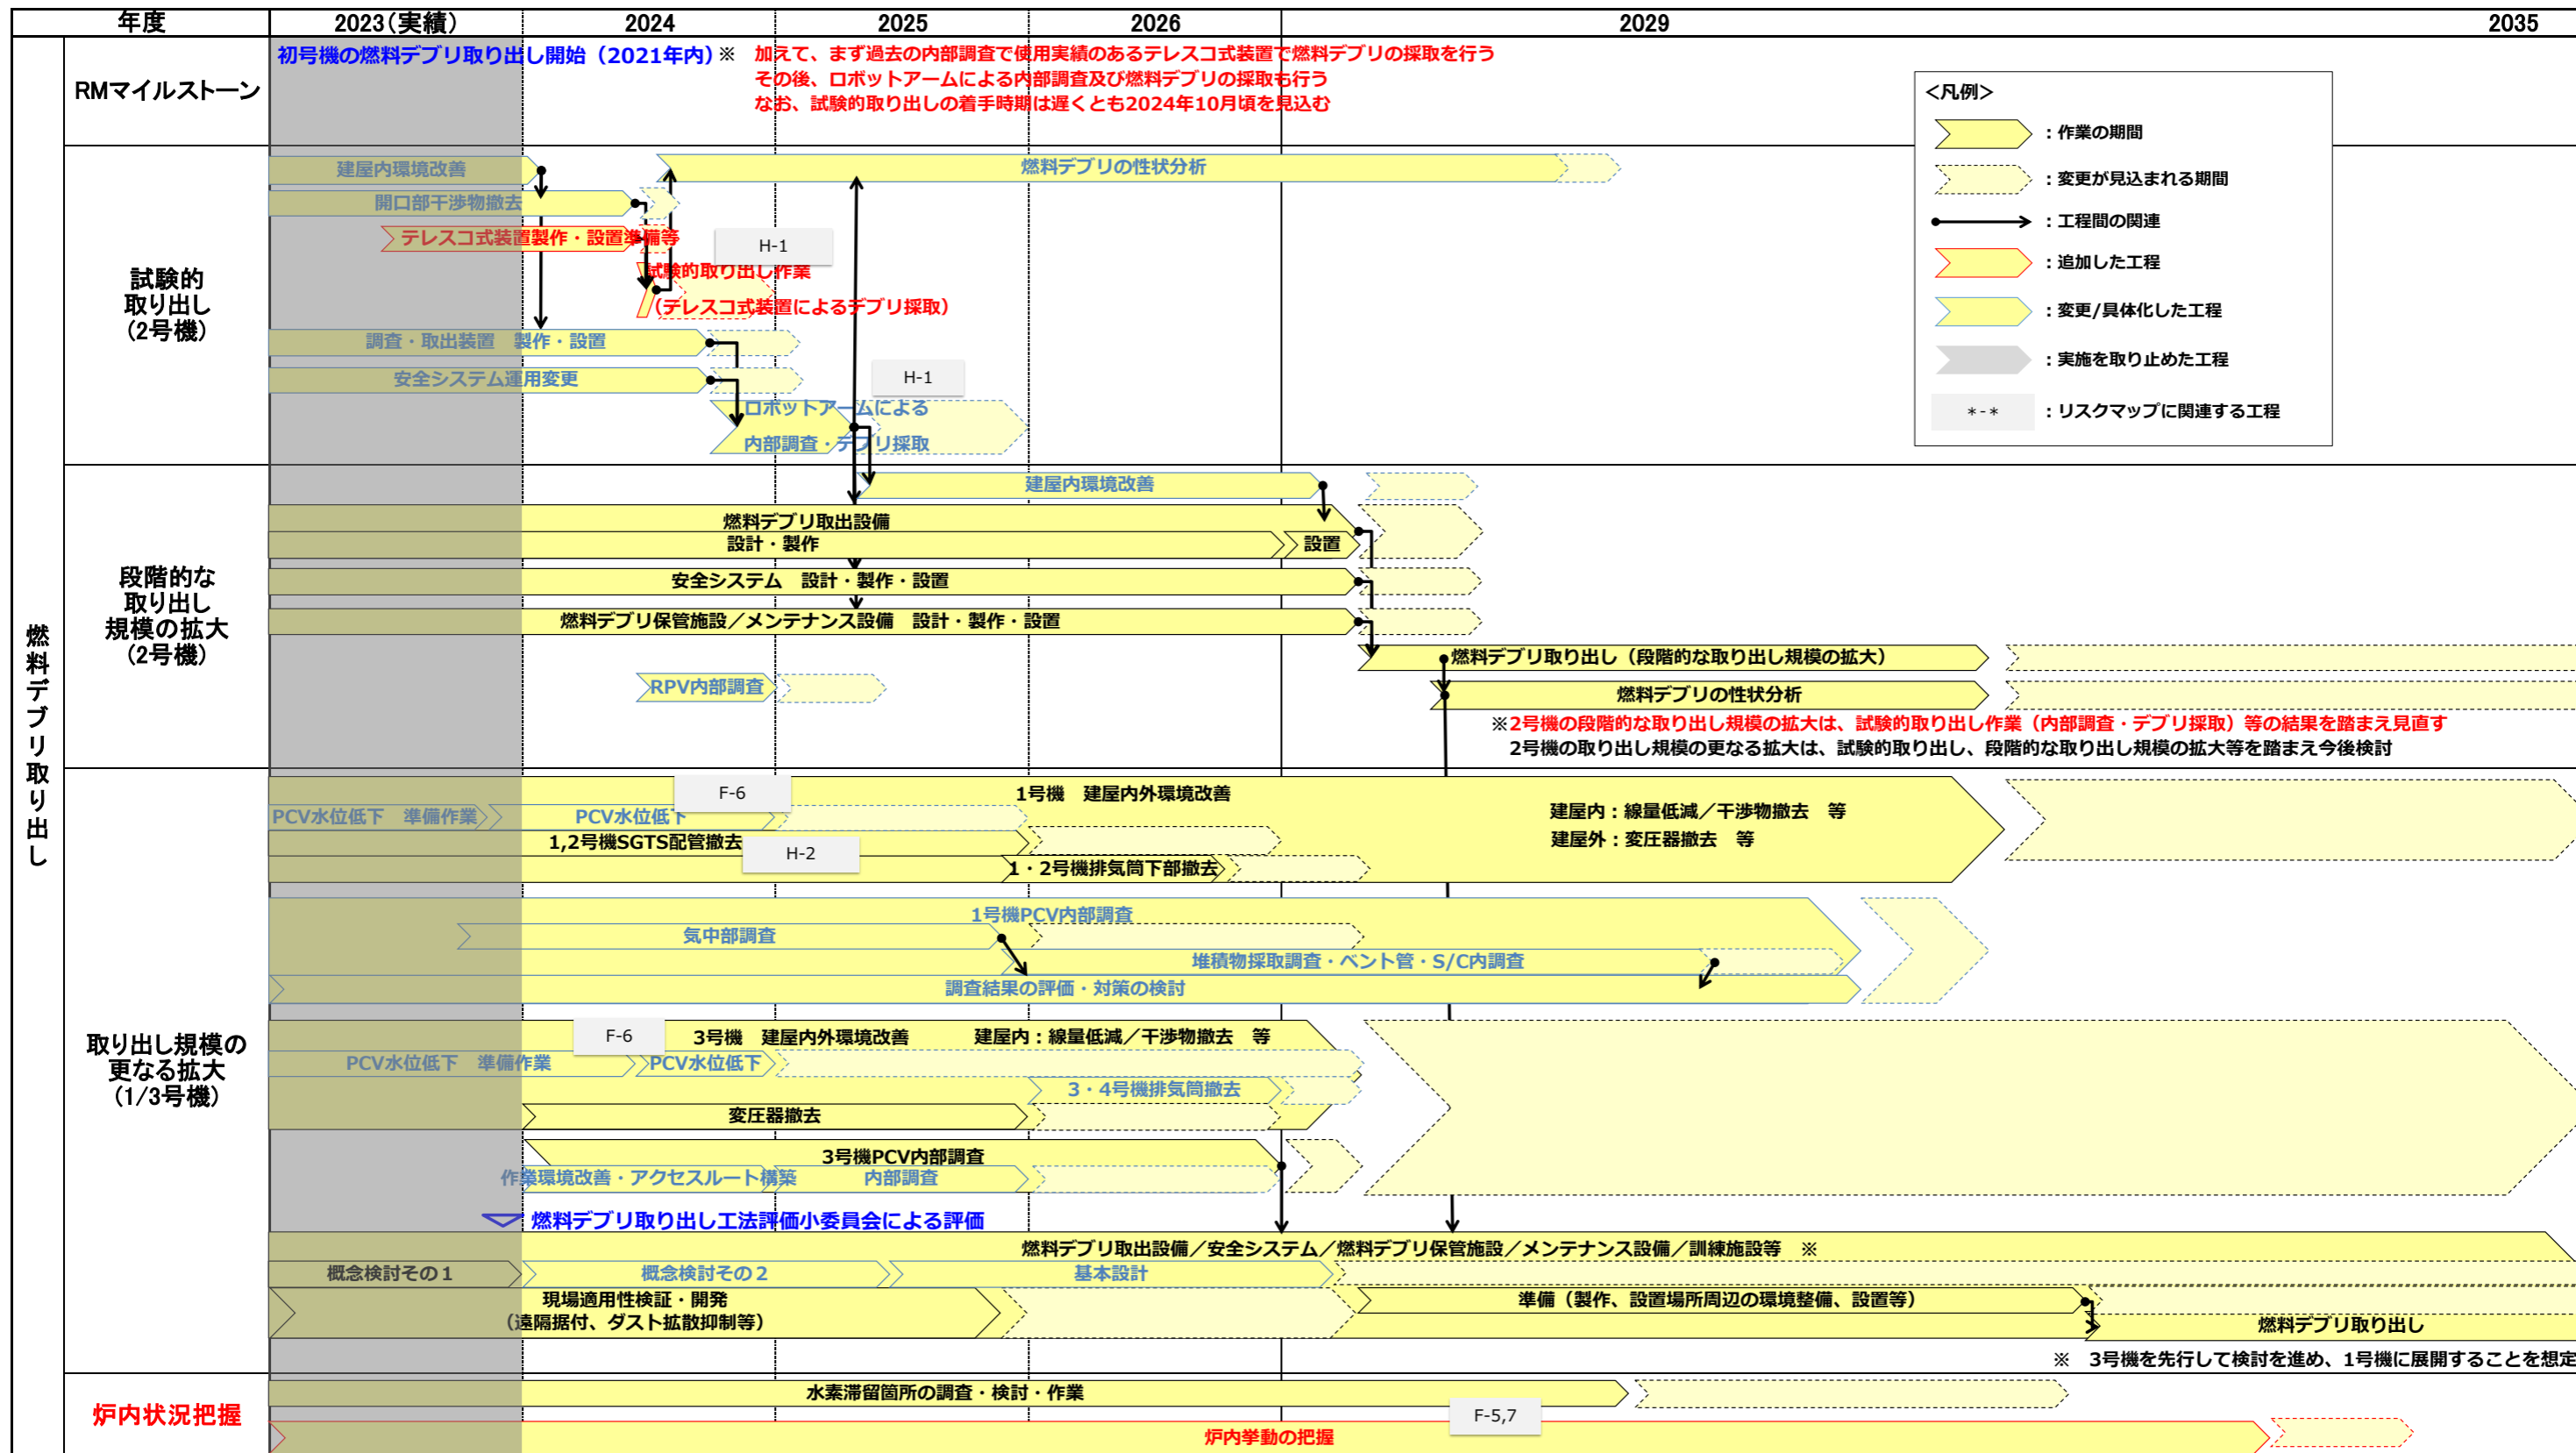 年度
2023(実績)
2024
2025
2026
2029
2035
燃料デブリ取り出し
RMマイルストーン
初号機の燃料デブリ取り出し開始（2021年内）※
加えて、まず過去の内部調査で使用実績のあるテレスコ式装置で燃料デブリの採取を行う
その後、ロボットアームによる内部調査及び燃料デブリの採取も行う
なお、試験的取り出しの着手時期は遅くとも2024年10月頃を見込む
＜凡例＞
：作業の期間
：変更が見込まれる期間
：工程間の関連
：追加した工程
：変更/具体化した工程
：実施を取り止めた工程
*-*
：リスクマップに関連する工程
試験的
取り出し
（2号機）
建屋内環境改善
燃料デブリの性状分析
開口部干渉物撤去
テレスコ式装置製作・設置準備等
H-1
試験的取り出し作業
（テレスコ式装置によるデブリ採取）
調査・取出装置　製作・設置
安全システム運用変更
H-1
ロボットアームによる
内部調査・デブリ採取
段階的な
取り出し
規模の拡大
（2号機）
建屋内環境改善
燃料デブリ取出設備
設計・製作
設置
安全システム　設計・製作・設置
燃料デブリ保管施設／メンテナンス設備　設計・製作・設置
燃料デブリ取り出し（段階的な取り出し規模の拡大）
RPV内部調査
燃料デブリの性状分析
※2号機の段階的な取り出し規模の拡大は、試験的取り出し作業（内部調査・デブリ採取）等の結果を踏まえ見直す
2号機の取り出し規模の更なる拡大は、試験的取り出し、段階的な取り出し規模の拡大等を踏まえ今後検討
取り出し規模の
更なる拡大
（1/3号機）
F-6
1号機　建屋内外環境改善
建屋内：線量低減／干渉物撤去　等
建屋外：変圧器撤去　等
PCV水位低下　準備作業
PCV水位低下
1,2号機SGTS配管撤去
H-2
1・2号機排気筒下部撤去
1号機PCV内部調査
気中部調査
堆積物採取調査・ベント管・S/C内調査
調査結果の評価・対策の検討
F-6
3号機　建屋内外環境改善
建屋内：線量低減／干渉物撤去　等
PCV水位低下　準備作業
PCV水位低下
3・4号機排気筒撤去
変圧器撤去
3号機PCV内部調査
作業環境改善・アクセスルート構築
内部調査
燃料デブリ取り出し工法評価小委員会による評価
燃料デブリ取出設備／安全システム／燃料デブリ保管施設／メンテナンス設備／訓練施設等　※
概念検討その１
概念検討その２
基本設計
現場適用性検証・開発
（遠隔据付、ダスト拡散抑制等）
準備（製作、設置場所周辺の環境整備、設置等）
燃料デブリ取り出し
※　3号機を先行して検討を進め、1号機に展開することを想定
炉内状況把握
水素滞留箇所の調査・検討・作業
F-5,7
炉内挙動の把握